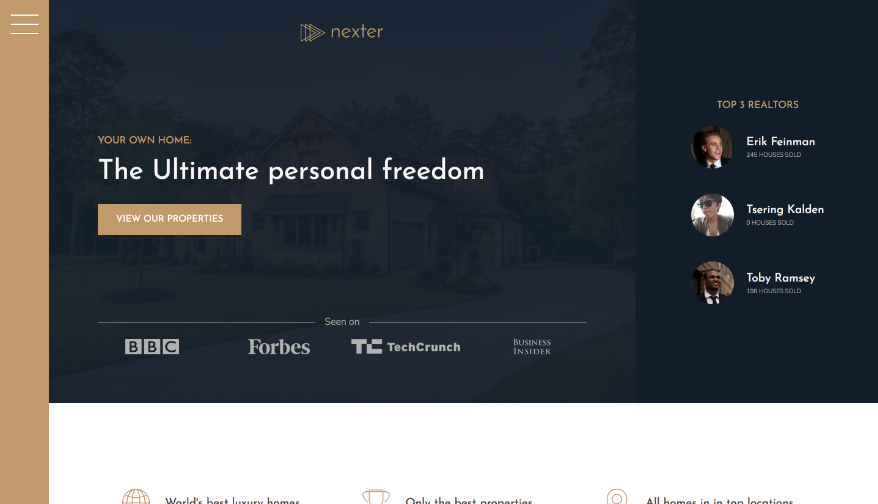 nexter
YOUR OWN HOME:
The Ultimate personal freedom
VIEW OUR PROPERTIES
Seen on
BBC
Forbes
TechCrunch
BUSINESS
INSIDER
TOP 3 REALTORS
Erik Feinman
245 HOUSES SOLD
Tsering Kalden
0 HOUSES SOLD
Toby Ramsey
198 HOUSES SOLD
World's best luxury homes
Only the best properties
All homes in in top locations